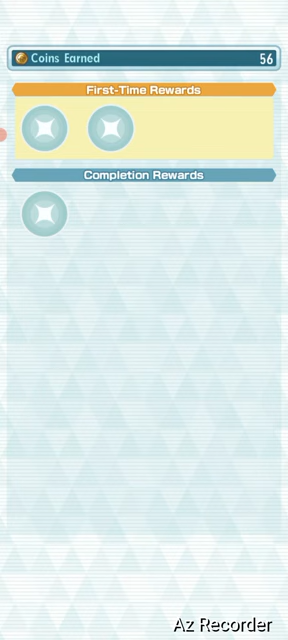 Coins Earned 56
First-Time Rewards
Completion Rewards
Az Recorder